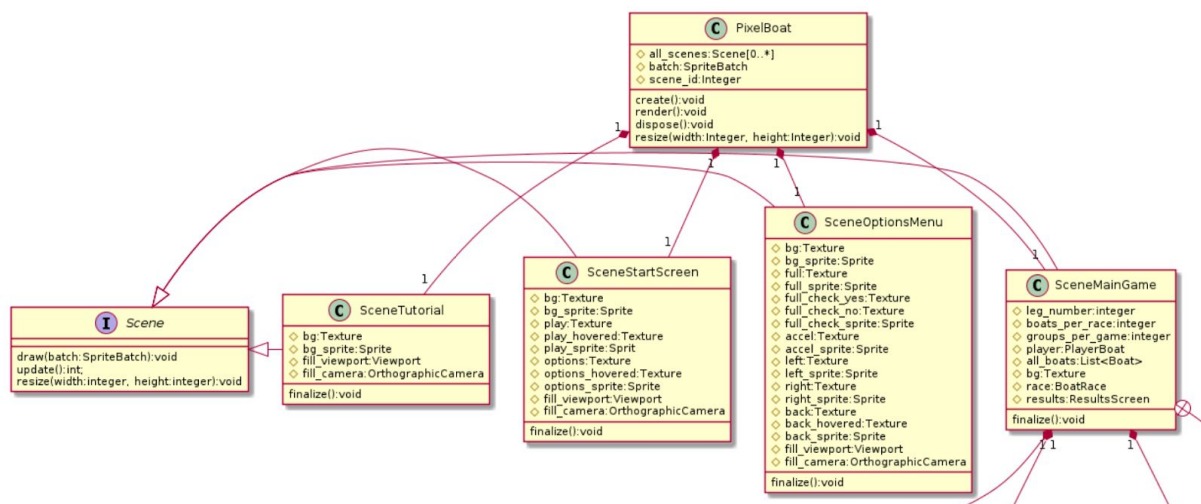 C PixelBoat
all_scenes:Scene[0..*]
batch:SpriteBatch
scene_id:Integer
create():void
render():void
dispose():void
resize(width:Integer, height:Integer):void
1
1
1
1
I Scene
draw(batch:SpriteBatch):void
update():int;
resize(width:integer, height:integer):void
1
C SceneTutorial
bg:Texture
bg_sprite:Sprite
fill_viewport:Viewport
fill_camera:OrthographicCamera
finalize():void
1
C SceneStartScreen
bg:Texture
bg_sprite:Sprite
play:Texture
play_hovered:Texture
play_sprite:Sprit
options:Texture
options_hovered:Texture
options_sprite:Sprite
fill_viewport:Viewport
fill_camera:OrthographicCamera
finalize():void
1
C SceneOptionsMenu
bg:Texture
bg_sprite:Sprite
full:Texture
full_sprite:Sprite
full_check_yes:Texture
full_check_no:Texture
full_check_sprite:Sprite
accel:Texture
accel_sprite:Sprite
left:Texture
left_sprite:Sprite
right:Texture
right_sprite:Sprite
back:Texture
back_hovered:Texture
back_sprite:Sprite
fill_viewport:Viewport
fill_camera:OrthographicCamera
finalize():void
1
C SceneMainGame
leg_number:integer
boats_per_race:integer
groups_per_game:integer
player:PlayerBoat
all_boats:List<Boat>
bg:Texture
race:BoatRace
results:ResultsScreen
finalize():void
1
1
1